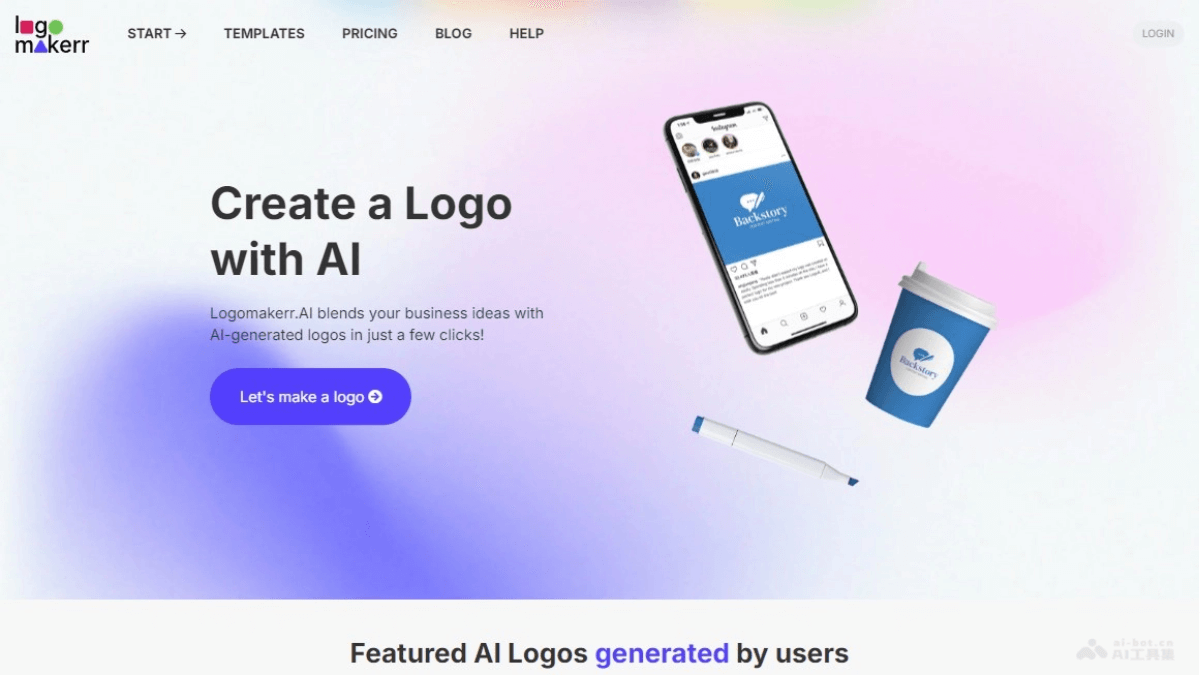 logo
makerr
START →
TEMPLATES
PRICING
BLOG
HELP
LOGIN
Create a Logo
with AI
Logomakerr.AI blends your business ideas with
AI-generated logos in just a few clicks!
Let's make a logo
Instagram
Backstory
Backstory
Featured AI Logos generated by users
ai-bot.cn
AI工具集